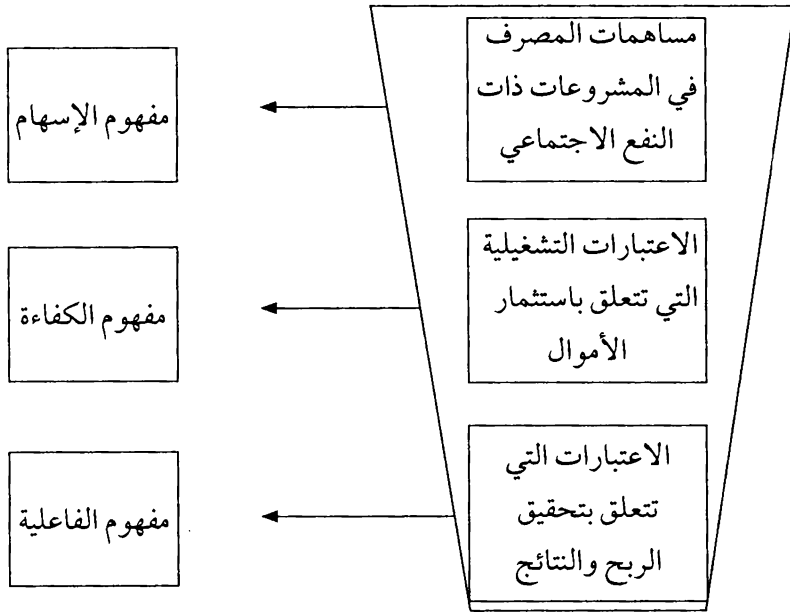 مساهمات المصرف
في المشروعات ذات
النفع الاجتماعي
مفهوم الإسهام
الاعتبارات التشغيلية
التي تتعلق باستثمار
الأموال
مفهوم الكفاءة
الاعتبارات التي
تتعلق بتحقيق
الربح والنتائج
مفهوم الفاعلية